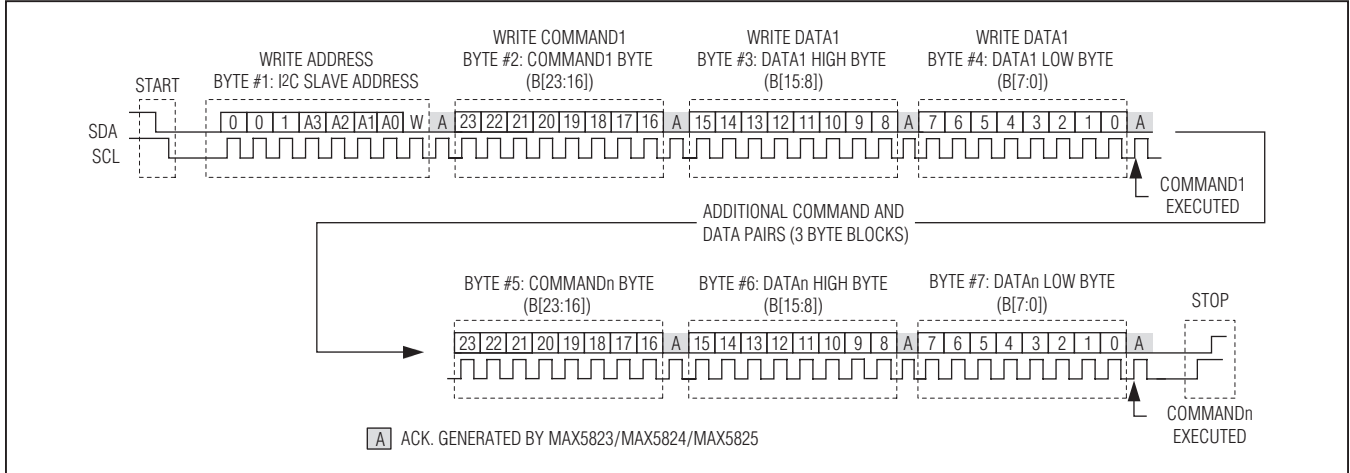 WRITE ADDRESS
BYTE #1: I2C SLAVE ADDRESS
WRITE COMMAND1
BYTE #2: COMMAND1 BYTE
(B[23:16])
WRITE DATA1
BYTE #3: DATA1 HIGH BYTE
(B[15:8])
WRITE DATA1
BYTE #4: DATA1 LOW BYTE
(B[7:0])
START
SDA
0 0 1 A3 A2 A1 A0 W A 23 22 21 20 19 18 17 16 A 15 14 13 12 11 10 9 8 A 7 6 5 4 3 2 1 0 A
SCL
COMMAND1
EXECUTED
ADDITIONAL COMMAND AND
DATA PAIRS (3 BYTE BLOCKS)
BYTE #5: COMMANDn BYTE
(B[23:16])
BYTE #6: DATAn HIGH BYTE
(B[15:8])
BYTE #7: DATAn LOW BYTE
(B[7:0])
STOP
23 22 21 20 19 18 17 16 A 15 14 13 12 11 10 9 8 A 7 6 5 4 3 2 1 0 A
COMMANDn
EXECUTED
A ACK. GENERATED BY MAX5823/MAX5824/MAX5825